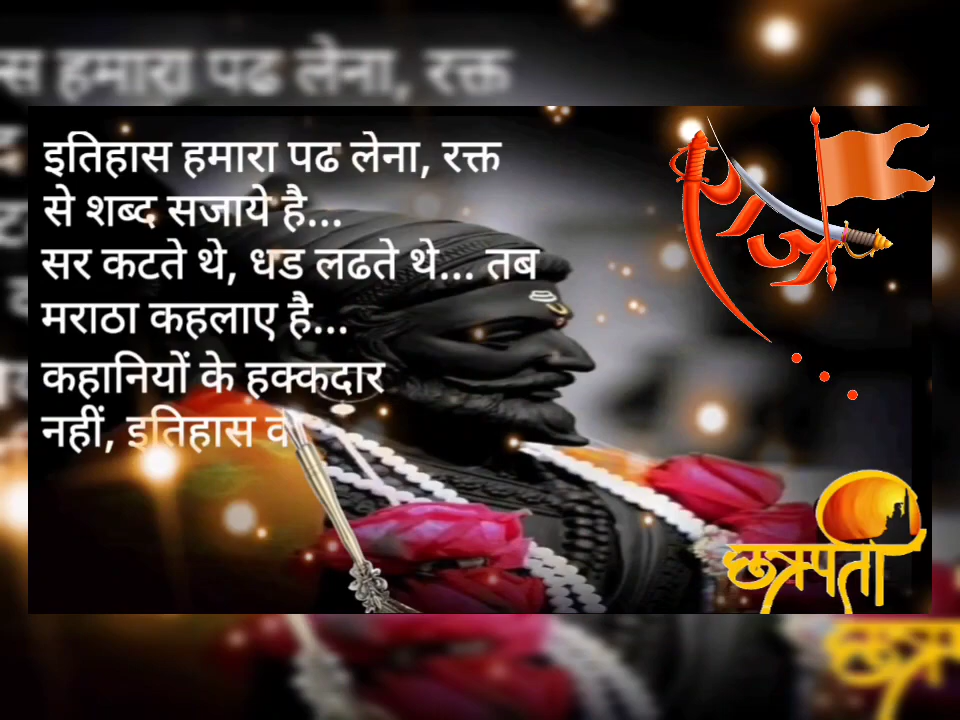 इतिहास हमारा पढ लेना, रक्त
से शब्द सजाये है...
सर कटते थे, धड लढते थे... तब
मराठा कहलाए है...
कहानियों के हक्कदार
नहीं, इतिहास
राजे
छत्रपती